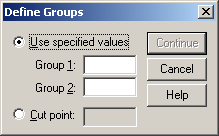 Define Groups
Use specified values
Continue
Group 1:
Cancel
Group 2:
Help
Cut point: